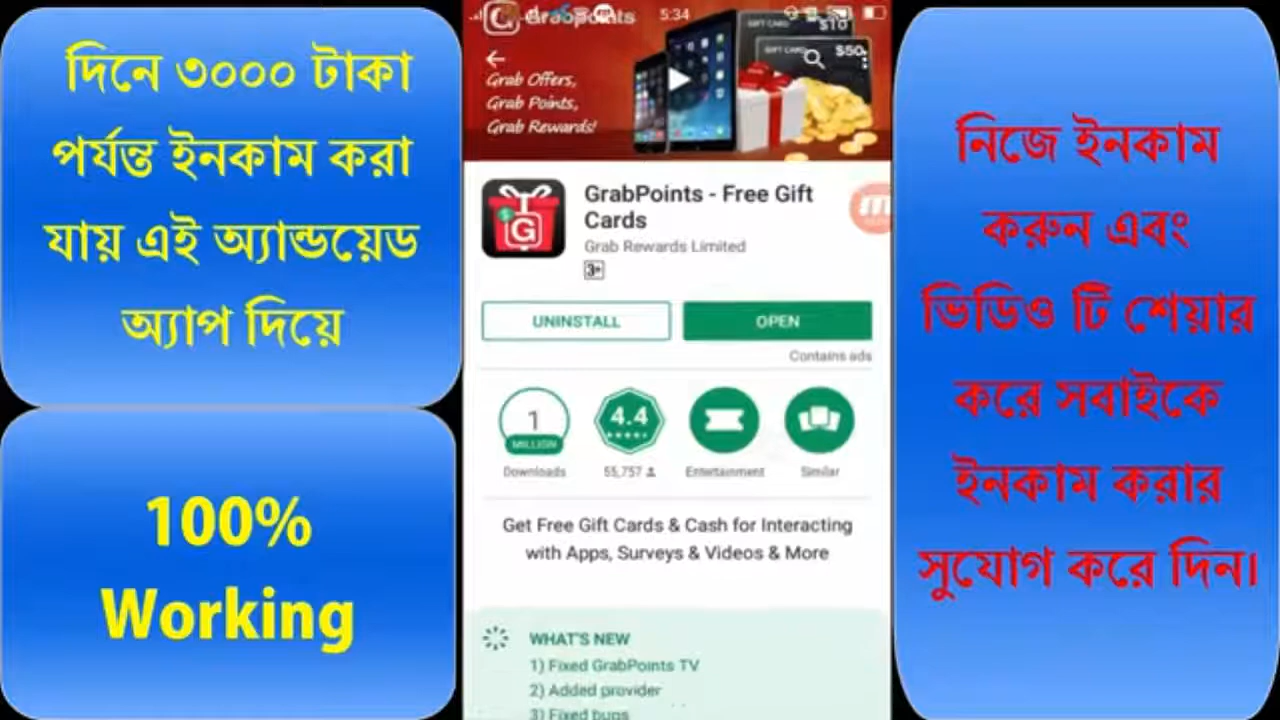 দিনে ৩০০০ টাকা
পর্যন্ত ইনকাম করা
যায় এই অ্যান্ডয়েড
অ্যাপ দিয়ে
100%
Working
Grabpoints
5:34
GIFT CARD
$10
GIFT CARD
$50
Grab Offers,
Grab Points,
Grab Rewards!
GrabPoints - Free Gift
Cards
Grab Rewards Limited
3+
UNINSTALL
OPEN
Contains ads
1
MILLION
4.4
Downloads
55,757
Entertainment
Similar
Get Free Gift Cards & Cash for Interacting
with Apps, Surveys & Videos & More
WHAT'S NEW
1) Fixed GrabPoints TV
2) Added provider
3) Fixed bugs
নিজে ইনকাম
করুন এবং
ভিডিও টি শেয়ার
করে সবাইকে
ইনকাম করার
সুযোগ করে দিন।